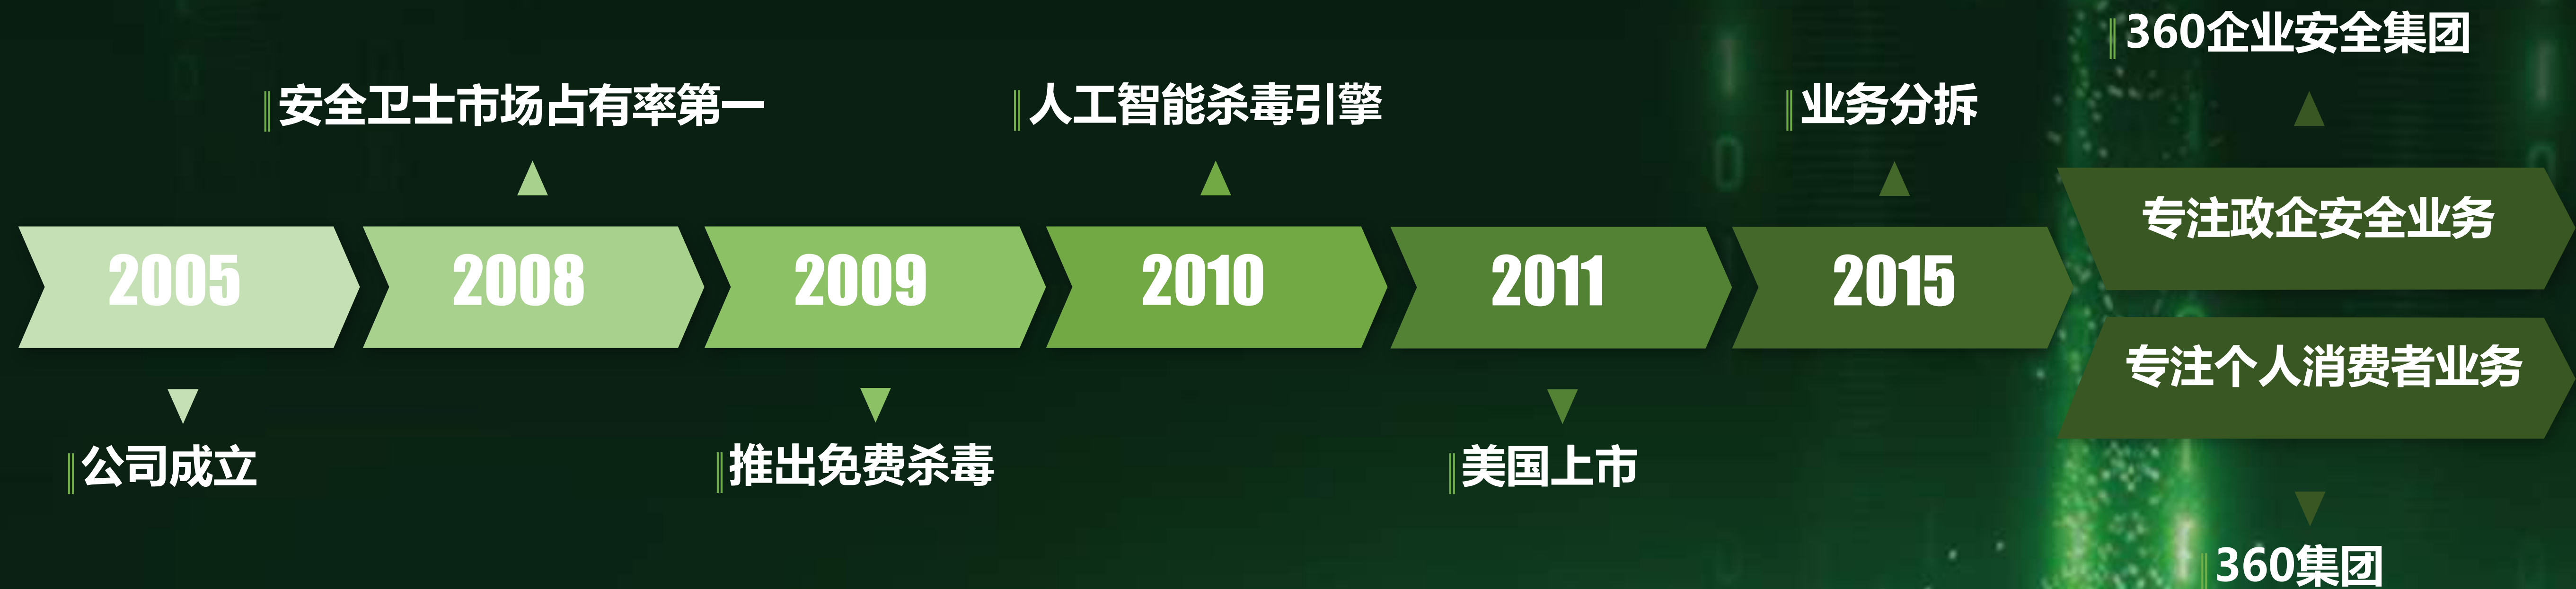 360企业安全集团
安全卫士市场占有率第一
人工智能杀毒引擎
业务分拆
专注政企安全业务
2005
2008
2009
2010
2011
2015
专注个人消费者业务
公司成立
推出免费杀毒
美国上市
360集团